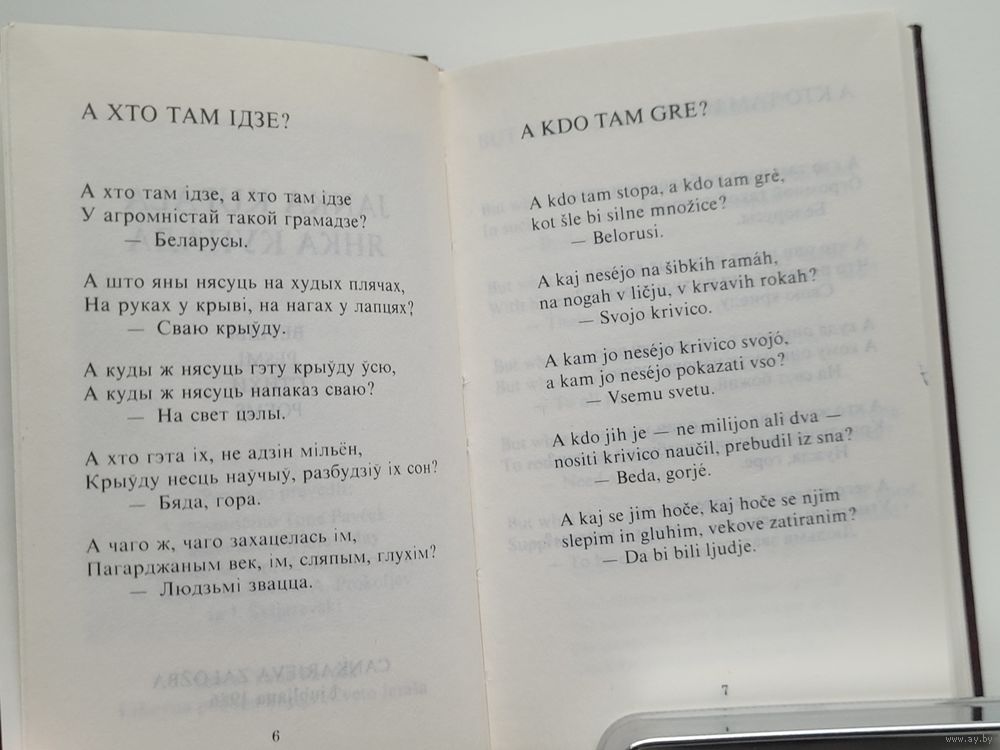 А ХТО ТАМ ІДЗЕ?
А хто там ідзе, а хто там ідзе
У агромністай такой грамадзе?
— Беларусы.
А што яны нясуць на худых плячах,
На руках у крыві, на нагах у лапцях?
— Сваю крыўду.
А куды ж нясуць гэту крыўду ўсю,
А куды ж нясуць напаказ сваю?
— На свет цэлы.
А хто гэта іх, не адзін мільён,
Крыўду несць наўчыў, разбудзіў іх сон?
— Бяда, гора.
А чаго ж, чаго захацелась ім,
Пагарджаным век, ім, сляпым, глухім?
— Людзьмі звацца.
6
A KDO TAM GRE?
A kdo tam stopa, a kdo tam grè,
kot šle bi silne množice?
— Belorusi.
A kaj neséjo na šibkih ramáh,
na nogah v ličju, v krvavih rokah?
— Svojo krivico.
A kam jo neséjo krivico svojó,
a kam jo neséjo pokazati vso?
— Vsemu svetu.
A kdo jih je — ne milijon ali dva —
nositi krivico naučil, prebudil iz sna?
— Beda, gorjé.
A kaj se jim hoče, kaj hoče se njim
slepim in gluhim, vekove zatiranim?
— Da bi bili ljudje.
7
www.ay.by